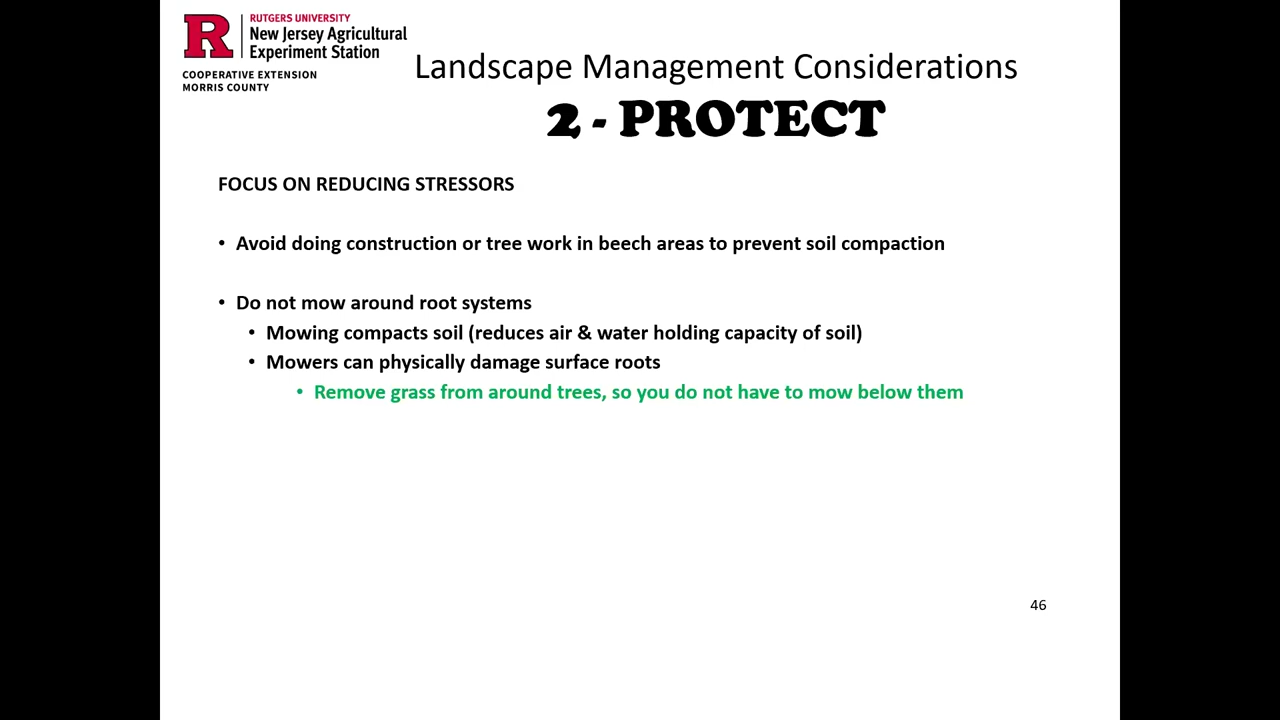 RUTGERS UNIVERSITY
New Jersey Agricultural
Experiment Station
COOPERATIVE EXTENSION
MORRIS COUNTY
Landscape Management Considerations
2 - PROTECT
FOCUS ON REDUCING STRESSORS
• Avoid doing construction or tree work in beech areas to prevent soil compaction
• Do not mow around root systems
• Mowing compacts soil (reduces air & water holding capacity of soil)
• Mowers can physically damage surface roots
• Remove grass from around trees, so you do not have to mow below them
46